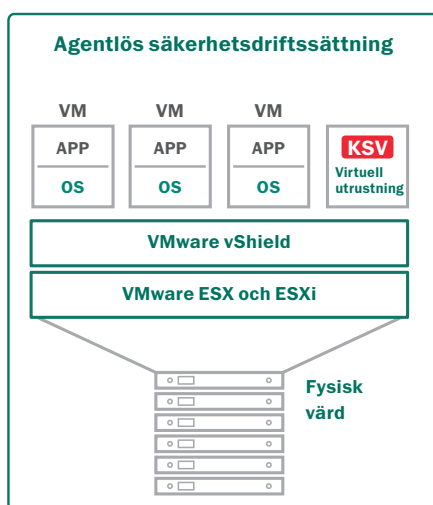 Agentlös säkerhetsdriftssättning
VM VM VM
APP APP APP KSV
OS OS OS Virtuell
utrustning
VMware vShield
VMware ESX och ESXi
Fysisk
värd